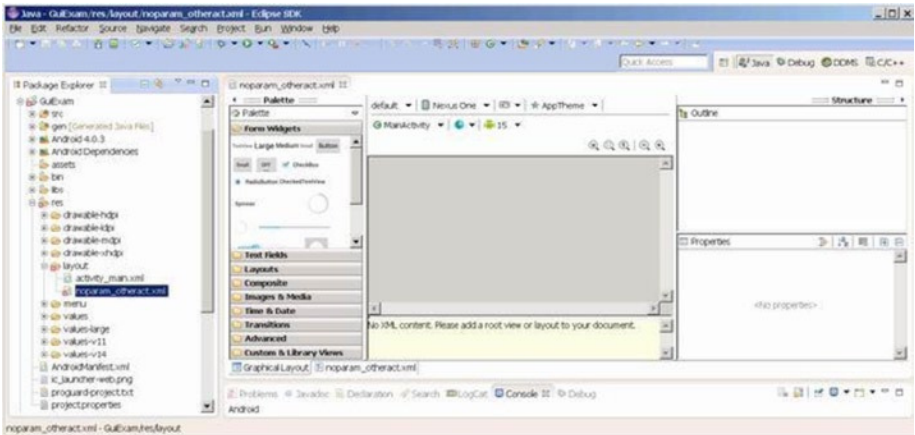 Java - GuiExam/res/layout/noparam_otheract.xml - Eclipse SDK
File Edit Refactor Source Navigate Search Project Run Window Help
Quick Access
Java
Debug
DDMS
C/C++
Package Explorer
GuiExam
src
gen [Generated Java Files]
Android 4.0.3
Android Dependencies
assets
bin
libs
res
drawable-hdpi
drawable-ldpi
drawable-mdpi
drawable-xhdpi
layout
activity_main.xml
noparam_otheract.xml
menu
values
values-large
values-v11
values-v14
AndroidManifest.xml
ic_launcher-web.png
proguard-project.txt
project.properties
noparam_otheract.xml
Palette
Palette
Form Widgets
TextView Large Medium Small Button
Small OFF CheckBox
RadioButton CheckedTextView
Spinner
Text Fields
Layouts
Composite
Images & Media
Time & Date
Transitions
Advanced
Custom & Library Views
default
Nexus One
AppTheme
MainActivity
15
No XML content. Please add a root view or layout to your document.
Graphical Layout
noparam_otheract.xml
Structure
Outline
Properties
<No properties>
Problems
Javadoc
Declaration
Search
LogCat
Console
Debug
Android
noparam_otheract.xml - GuiExam/res/layout